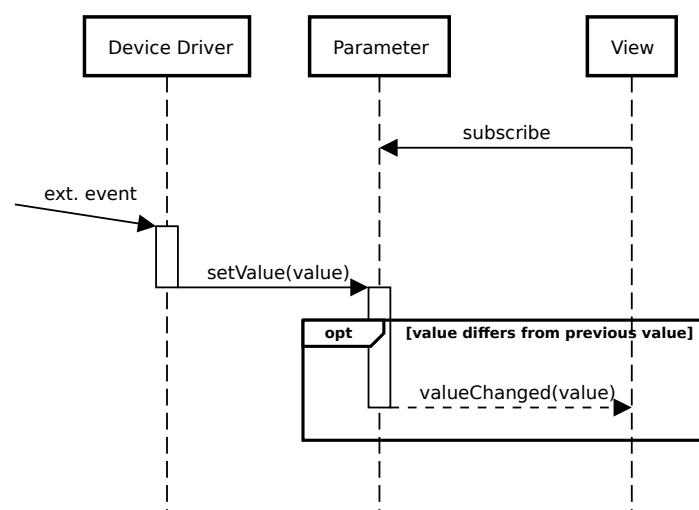 Device Driver
Parameter
View
subscribe
ext. event
setValue(value)
opt
[value differs from previous value]
valueChanged(value)